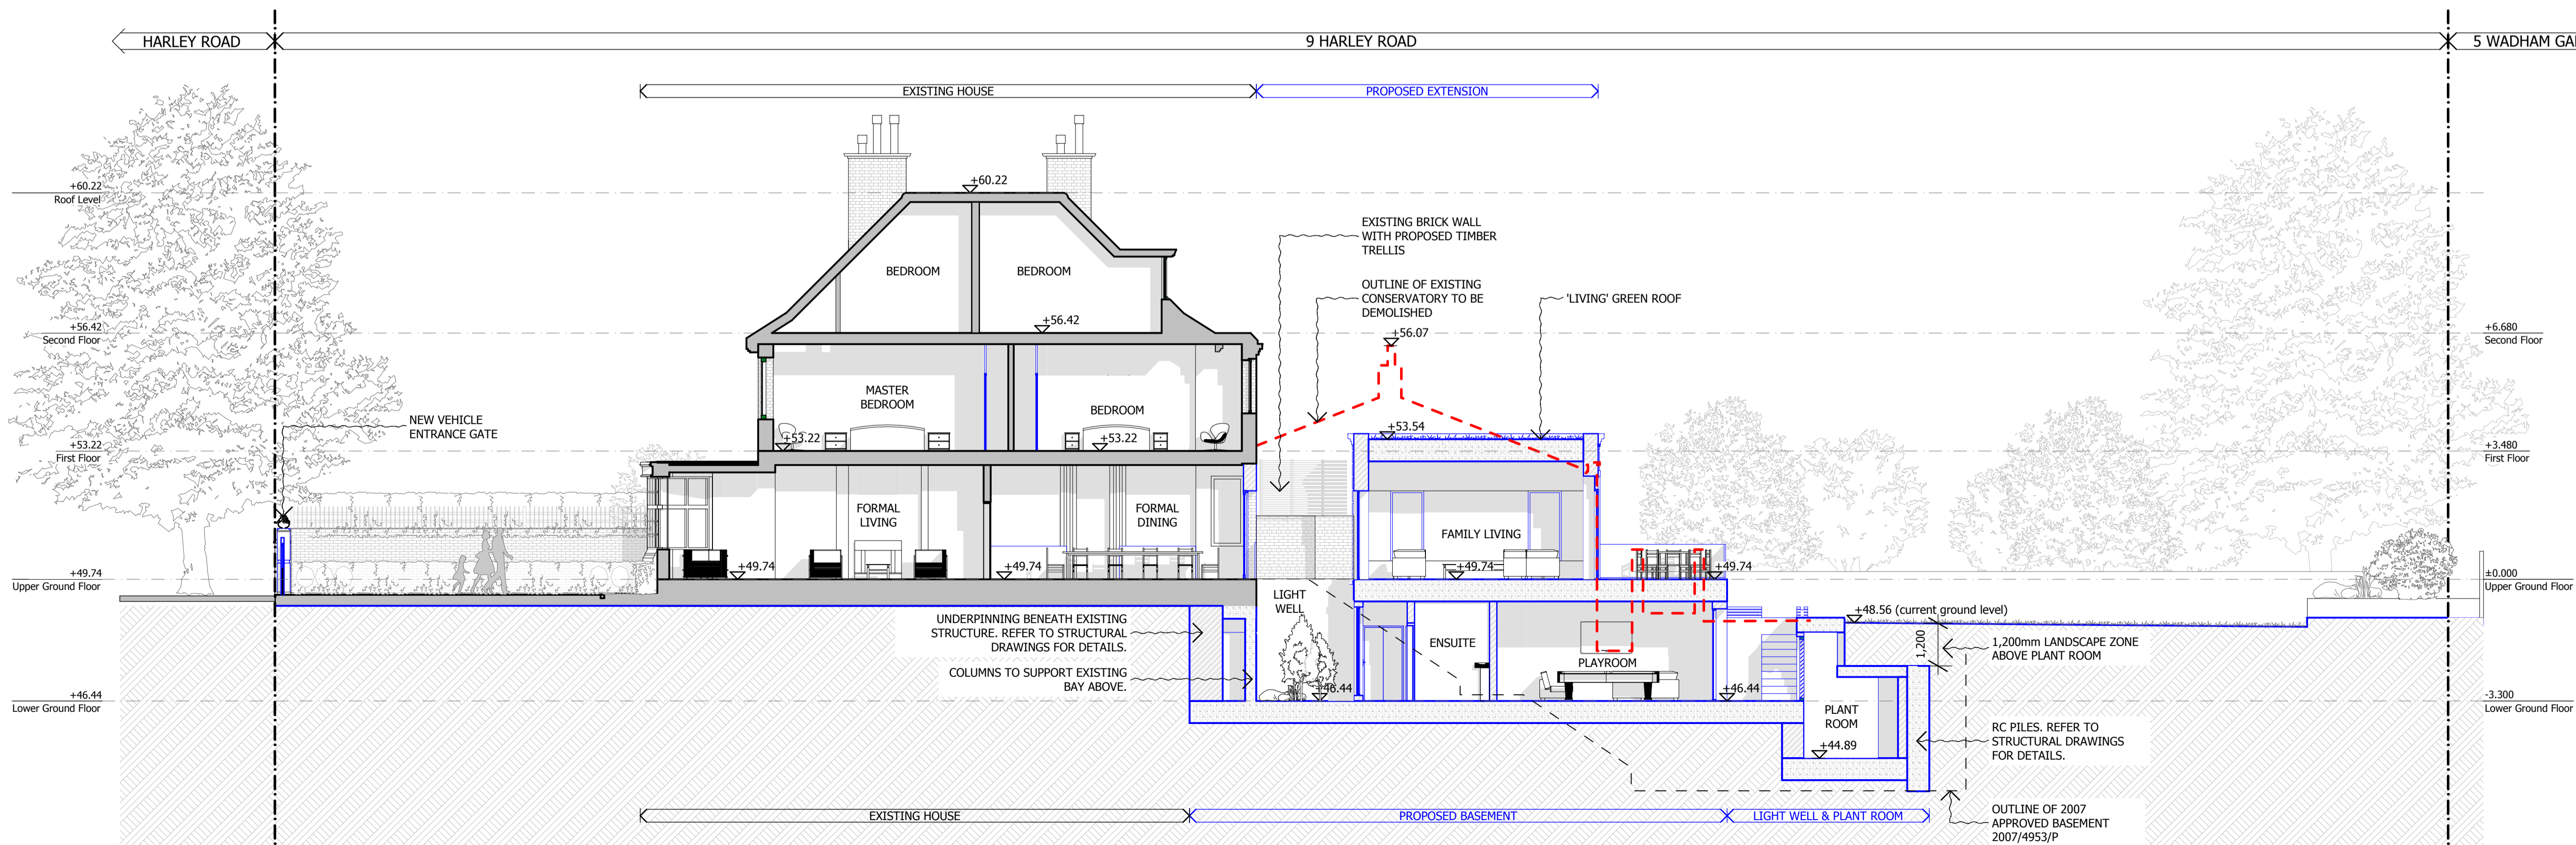 HARLEY ROAD
9 HARLEY ROAD
5 WADHAM GA
EXISTING HOUSE
PROPOSED EXTENSION
+60.22
Roof Level
+60.22
EXISTING BRICK WALL
WITH PROPOSED TIMBER
TRELLIS
BEDROOM
BEDROOM
OUTLINE OF EXISTING
CONSERVATORY TO BE
DEMOLISHED
'LIVING' GREEN ROOF
+56.42
Second Floor
+56.42
+56.07
+6.680
Second Floor
MASTER
BEDROOM
BEDROOM
NEW VEHICLE
ENTRANCE GATE
+53.22
First Floor
+53.22
+53.22
+53.54
+3.480
First Floor
FORMAL
LIVING
FORMAL
DINING
FAMILY LIVING
+49.74
Upper Ground Floor
+49.74
+49.74
+49.74
+49.74
±0.000
Upper Ground Floor
LIGHT
WELL
+48.56 (current ground level)
UNDERPINNING BENEATH EXISTING
STRUCTURE. REFER TO STRUCTURAL
DRAWINGS FOR DETAILS.
ENSUITE
PLAYROOM
1,200
1,200mm LANDSCAPE ZONE
ABOVE PLANT ROOM
COLUMNS TO SUPPORT EXISTING
BAY ABOVE.
+46.44
Lower Ground Floor
+46.44
+46.44
-3.300
Lower Ground Floor
PLANT
ROOM
+44.89
RC PILES. REFER TO
STRUCTURAL DRAWINGS
FOR DETAILS.
EXISTING HOUSE
PROPOSED BASEMENT
LIGHT WELL & PLANT ROOM
OUTLINE OF 2007
APPROVED BASEMENT
2007/4953/P